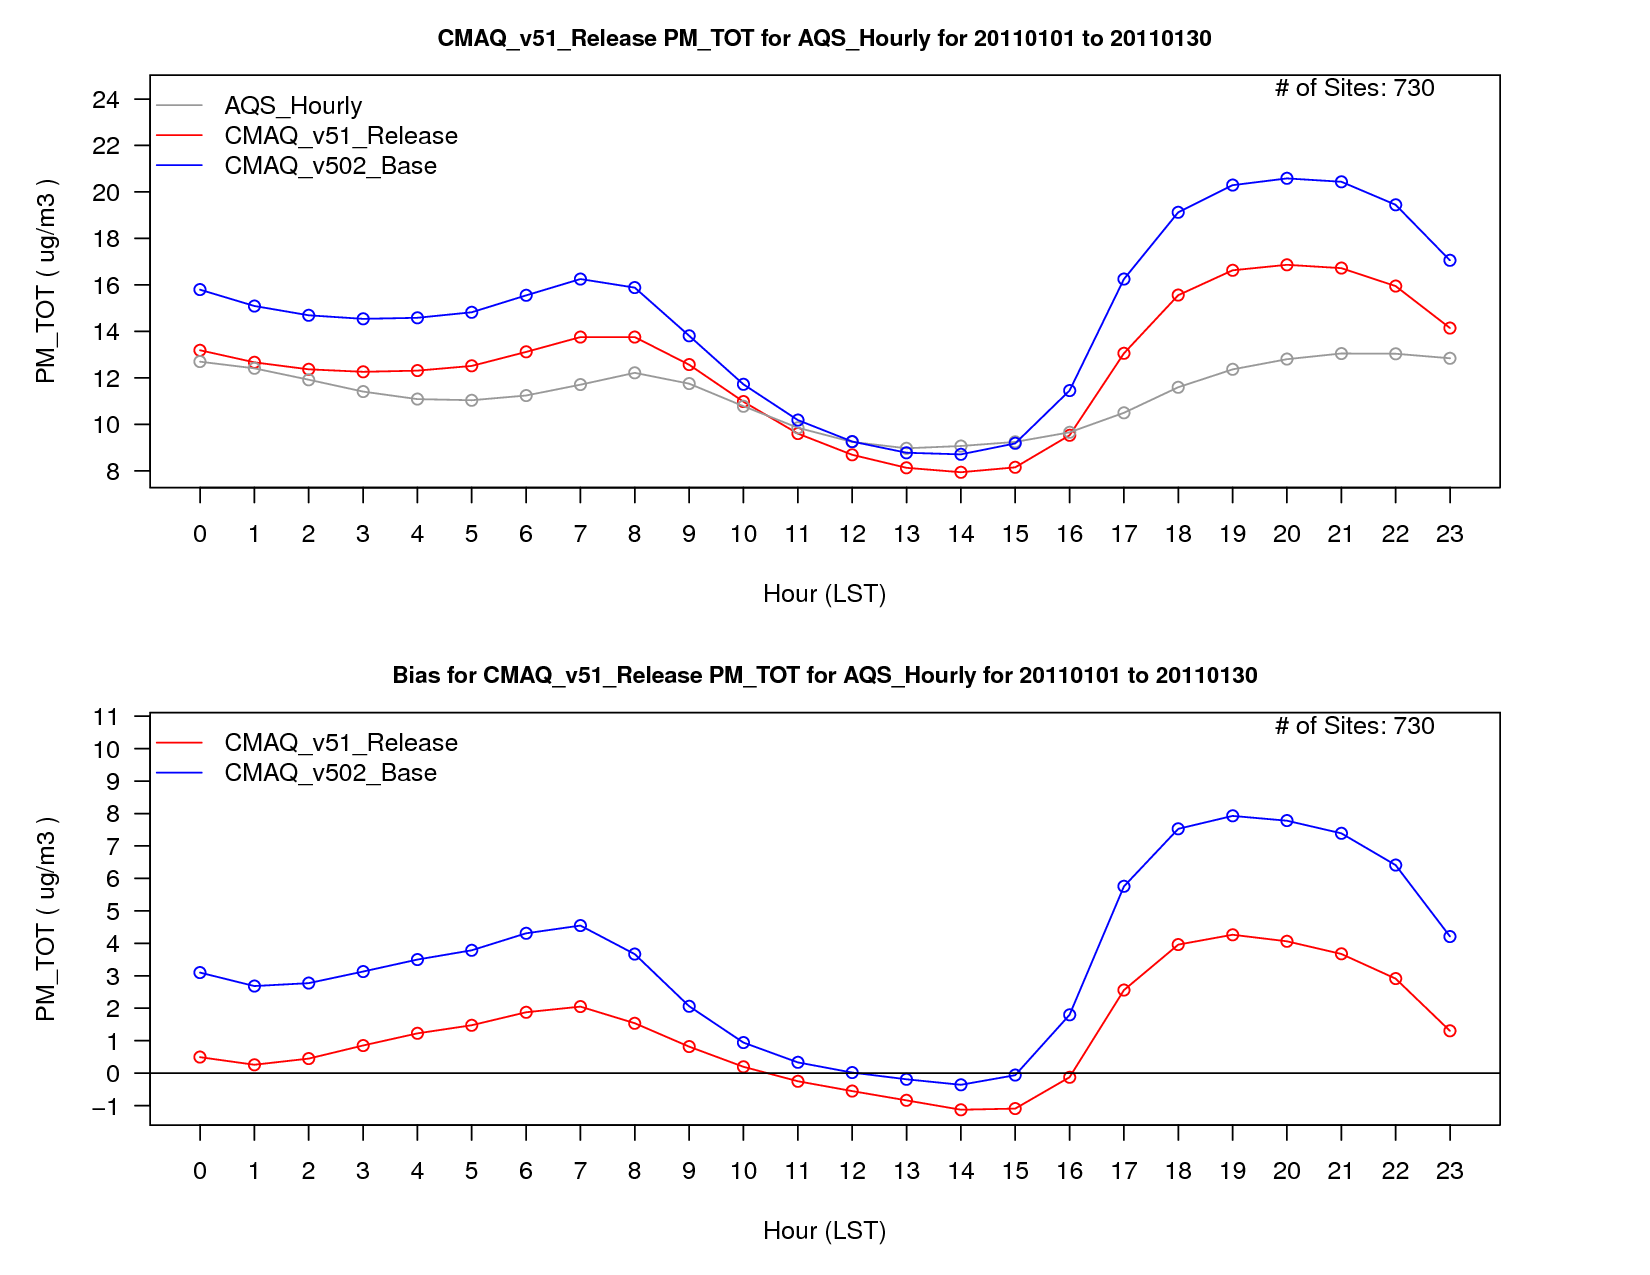 CMAQ_v51_Release PM_TOT for AQS_Hourly for 20110101 to 20110130
# of Sites: 730
AQS_Hourly
CMAQ_v51_Release
CMAQ_v502_Base
PM_TOT ( ug/m3 )
24
22
20
18
16
14
12
10
8
0 1 2 3 4 5 6 7 8 9 10 11 12 13 14 15 16 17 18 19 20 21 22 23
Hour (LST)
Bias for CMAQ_v51_Release PM_TOT for AQS_Hourly for 20110101 to 20110130
# of Sites: 730
CMAQ_v51_Release
CMAQ_v502_Base
PM_TOT ( ug/m3 )
11
10
9
8
7
6
5
4
3
2
1
0
−1
0 1 2 3 4 5 6 7 8 9 10 11 12 13 14 15 16 17 18 19 20 21 22 23
Hour (LST)